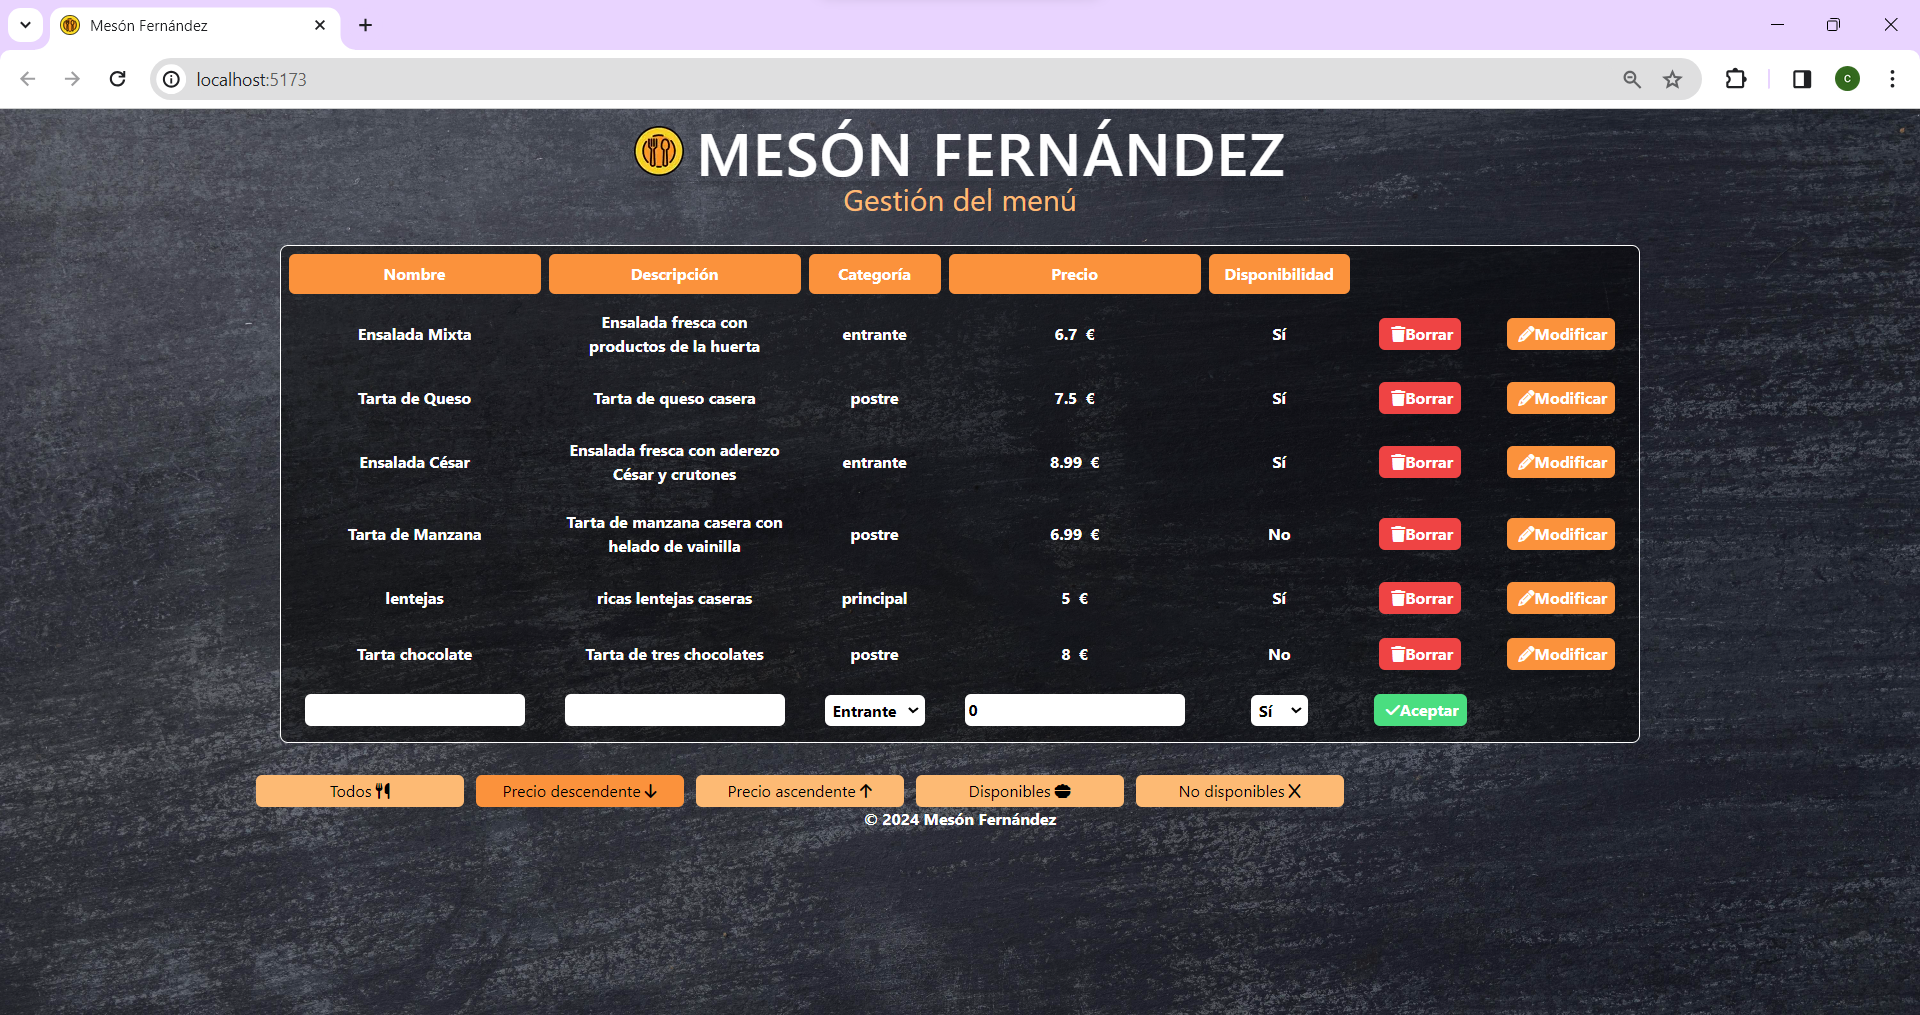 Mesón Fernández
localhost:5173
C
MESÓN FERNÁNDEZ
Gestión del menú
Nombre Descripción Categoría Precio Disponibilidad
Ensalada Mixta Ensalada fresca con productos de la huerta entrante 6.7 € Sí Borrar Modificar
Tarta de Queso Tarta de queso casera postre 7.5 € Sí Borrar Modificar
Ensalada César Ensalada fresca con aderezo César y crutones entrante 8.99 € Sí Borrar Modificar
Tarta de Manzana Tarta de manzana casera con helado de vainilla postre 6.99 € No Borrar Modificar
lentejas ricas lentejas caseras principal 5 € Sí Borrar Modificar
Tarta chocolate Tarta de tres chocolates postre 8 € No Borrar Modificar
Entrante 0 Sí Aceptar
Todos Precio descendente Precio ascendente Disponibles No disponibles
© 2024 Mesón Fernández